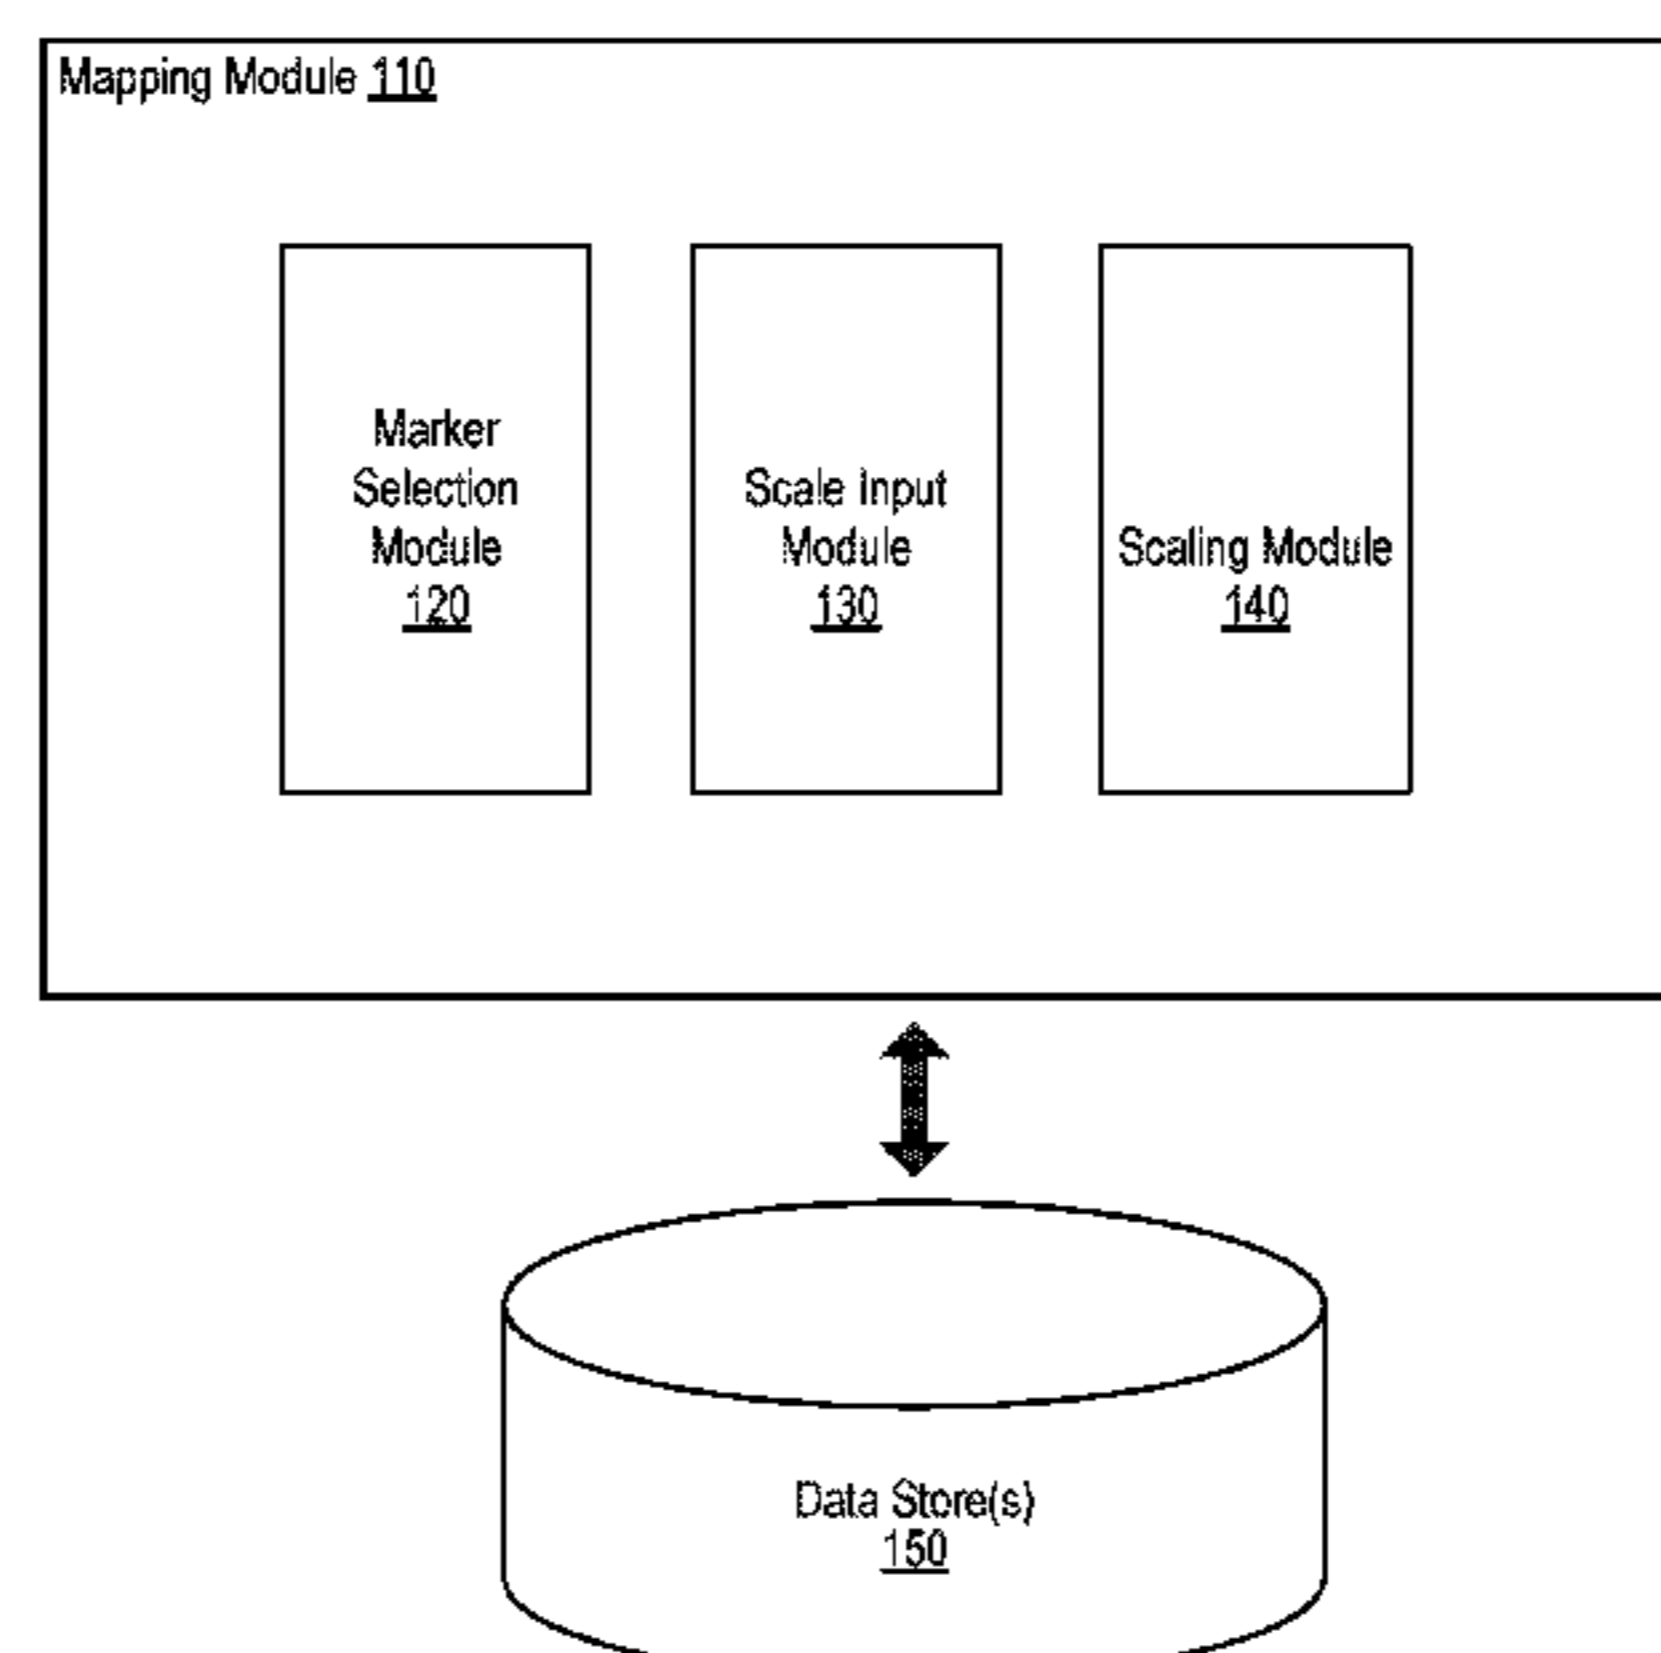 Mapping Module 110
Marker
Selection
Module
120
Scale Input
Module
130
Scaling Module
140
Data Store(s)
150